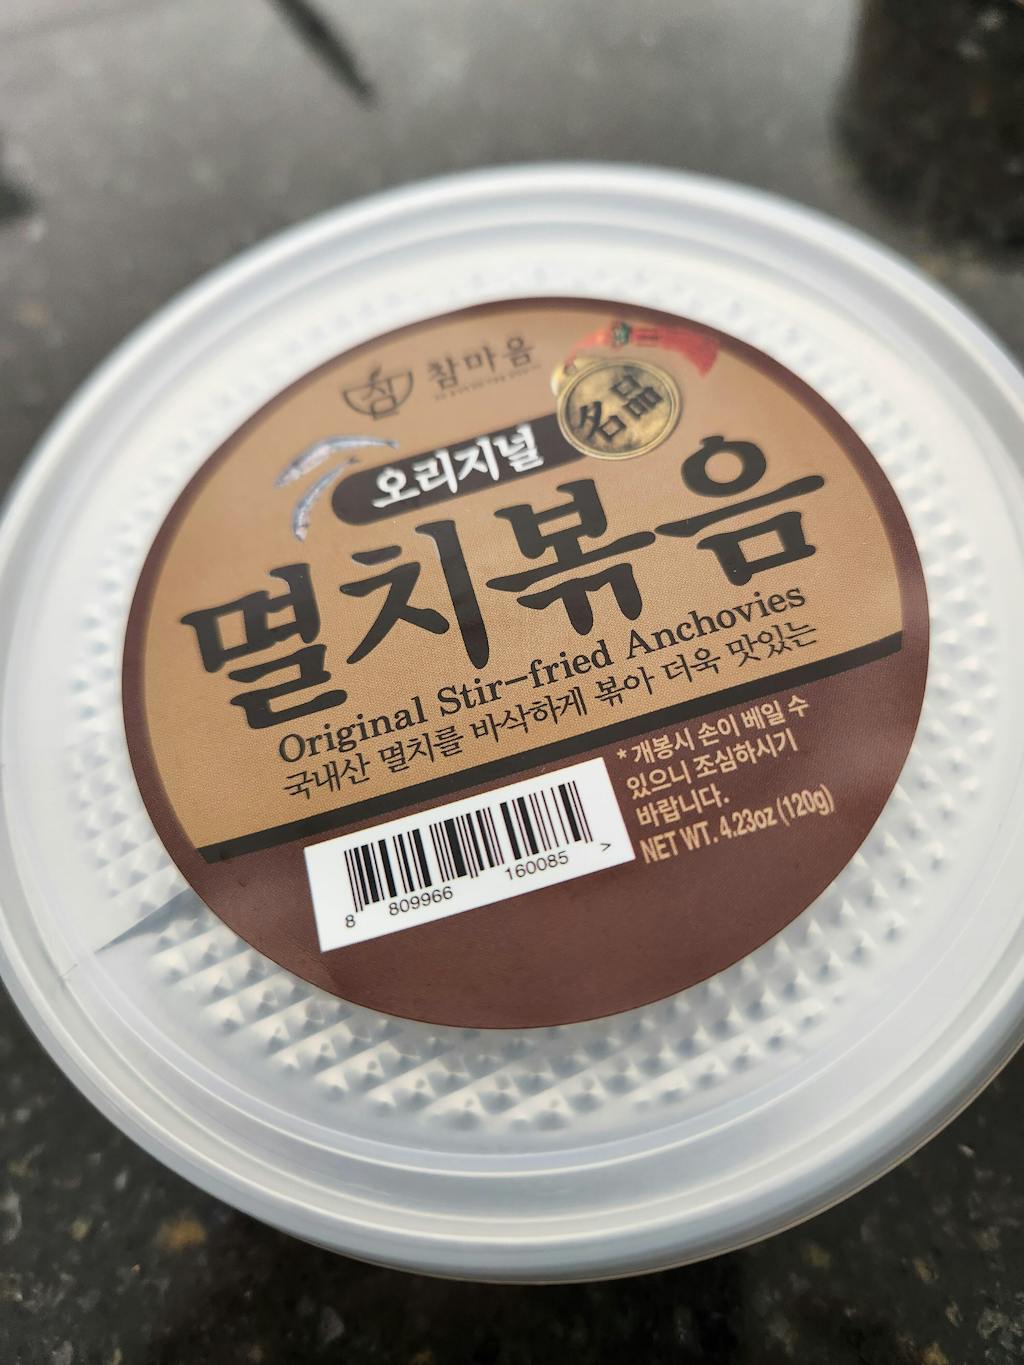 참
참마음
名品
오리지널
멸치볶음
Original Stir-fried Anchovies
국내산 멸치를 바삭하게 볶아 더욱 맛있는
* 개봉시 손이 베일 수
있으니 조심하시기
바랍니다.
NET WT. 4.23oz (120g)
8 809966 160085 >